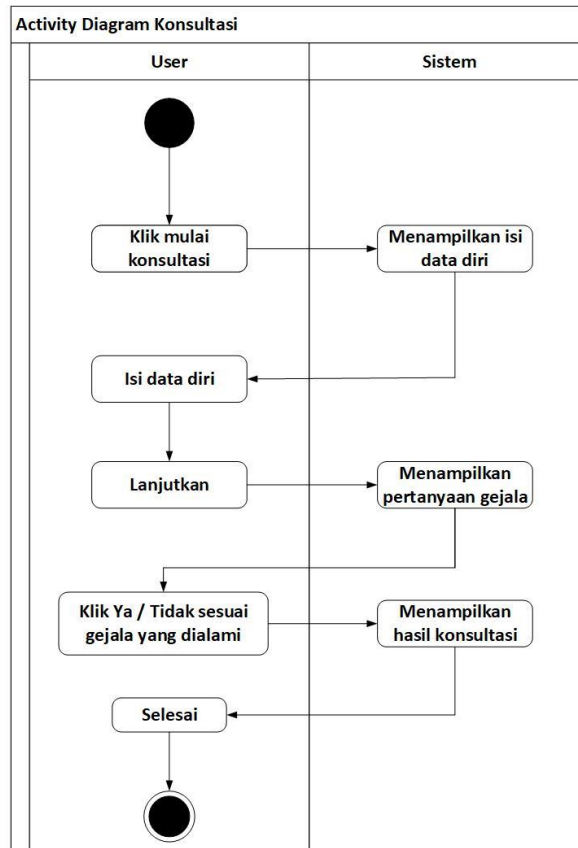 Activity Diagram Konsultasi
User
Sistem
Klik mulai
konsultasi
Menampilkan isi
data diri
Isi data diri
Lanjutkan
Menampilkan
pertanyaan gejala
Klik Ya / Tidak sesuai
gejala yang dialami
Menampilkan
hasil konsultasi
Selesai